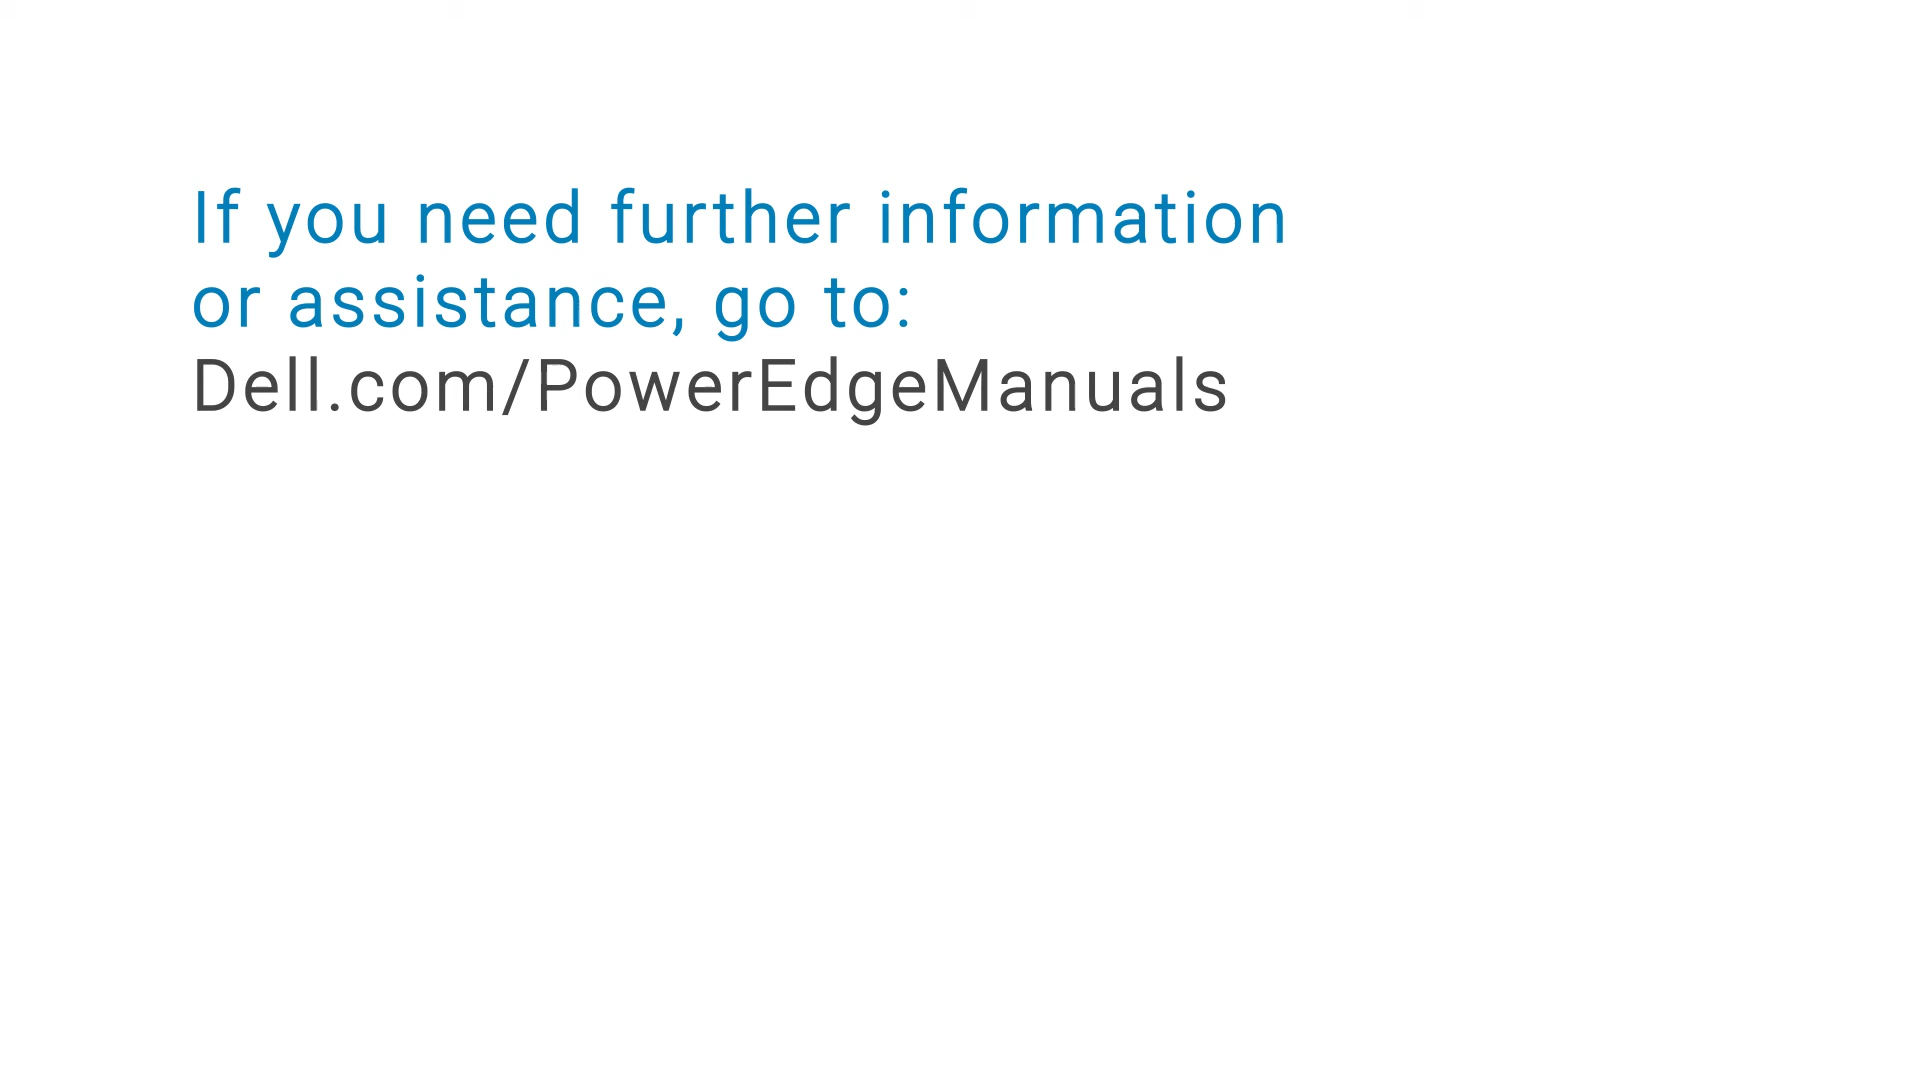 If you need further information
or assistance, go to:
Dell.com/PowerEdgeManuals